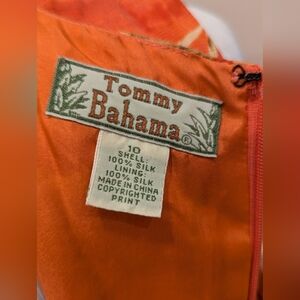 Tommy
Bahama®
10
SHELL:
100% SILK
LINING:
100% SILK
MADE IN CHINA
COPYRIGHTED
PRINT